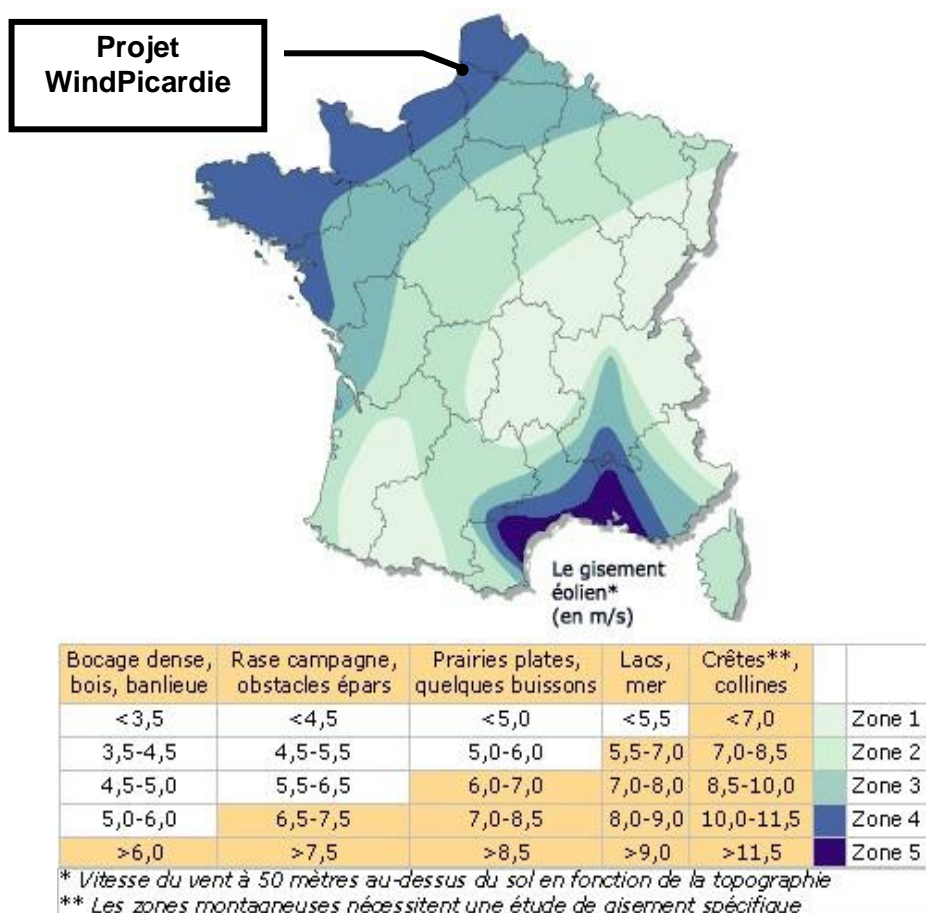 Projet
WindPicardie
Le gisement
éolien*
(en m/s)
Bocage dense, bois, banlieue | Rase campagne, obstacles épars | Prairies plates, quelques buissons | Lacs, mer | Crêtes**, collines
<3,5 <4,5 <5,0 <5,5 <7,0 Zone 1
3,5-4,5 4,5-5,5 5,0-6,0 5,5-7,0 7,0-8,5 Zone 2
4,5-5,0 5,5-6,5 6,0-7,0 7,0-8,0 8,5-10,0 Zone 3
5,0-6,0 6,5-7,5 7,0-8,5 8,0-9,0 10,0-11,5 Zone 4
>6,0 >7,5 >8,5 >9,0 >11,5 Zone 5
* Vitesse du vent à 50 mètres au-dessus du sol en fonction de la topographie
** Les zones montagneuses nécessitent une étude de gisement spécifique